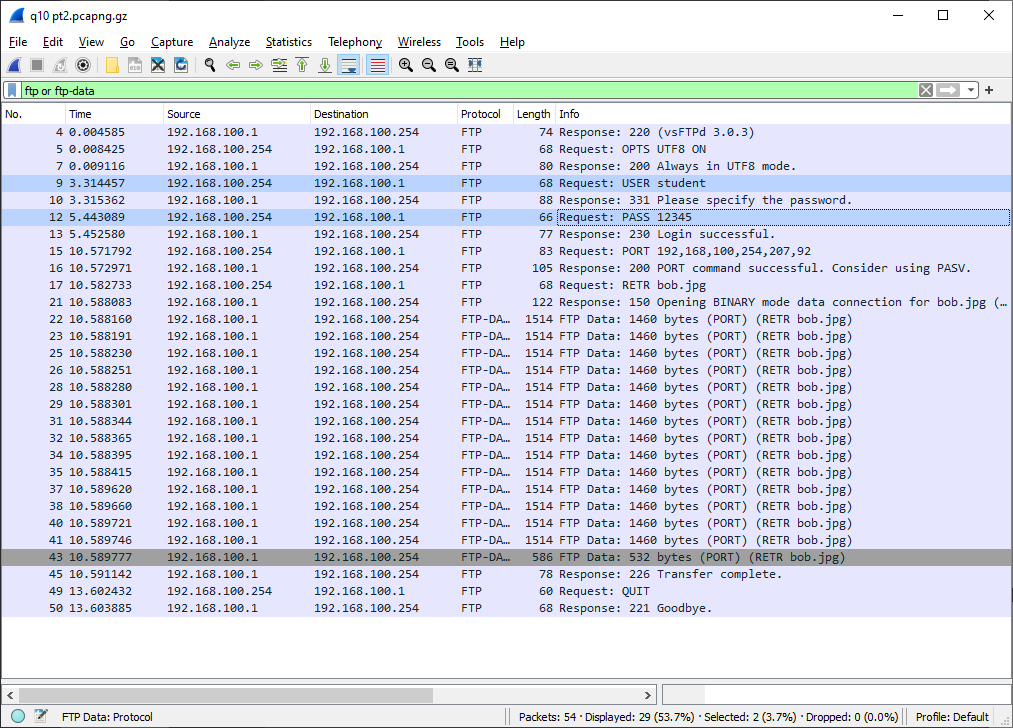 q10 pt2.pcapng.gz
File Edit View Go Capture Analyze Statistics Telephony Wireless Tools Help
ftp or ftp-data
No. Time Source Destination Protocol Length Info
4 0.004585 192.168.100.1 192.168.100.254 FTP 74 Response: 220 (vsFTPd 3.0.3)
5 0.008425 192.168.100.254 192.168.100.1 FTP 68 Request: OPTS UTF8 ON
7 0.009116 192.168.100.1 192.168.100.254 FTP 80 Response: 200 Always in UTF8 mode.
9 3.314457 192.168.100.254 192.168.100.1 FTP 68 Request: USER student
10 3.315362 192.168.100.1 192.168.100.254 FTP 88 Response: 331 Please specify the password.
12 5.443089 192.168.100.254 192.168.100.1 FTP 66 Request: PASS 12345
13 5.452580 192.168.100.1 192.168.100.254 FTP 77 Response: 230 Login successful.
15 10.571792 192.168.100.254 192.168.100.1 FTP 83 Request: PORT 192,168,100,254,207,92
16 10.572971 192.168.100.1 192.168.100.254 FTP 105 Response: 200 PORT command successful. Consider using PASV.
17 10.582733 192.168.100.254 192.168.100.1 FTP 68 Request: RETR bob.jpg
21 10.588083 192.168.100.1 192.168.100.254 FTP 122 Response: 150 Opening BINARY mode data connection for bob.jpg (…
22 10.588160 192.168.100.1 192.168.100.254 FTP-DA… 1514 FTP Data: 1460 bytes (PORT) (RETR bob.jpg)
23 10.588191 192.168.100.1 192.168.100.254 FTP-DA… 1514 FTP Data: 1460 bytes (PORT) (RETR bob.jpg)
25 10.588230 192.168.100.1 192.168.100.254 FTP-DA… 1514 FTP Data: 1460 bytes (PORT) (RETR bob.jpg)
26 10.588251 192.168.100.1 192.168.100.254 FTP-DA… 1514 FTP Data: 1460 bytes (PORT) (RETR bob.jpg)
28 10.588280 192.168.100.1 192.168.100.254 FTP-DA… 1514 FTP Data: 1460 bytes (PORT) (RETR bob.jpg)
29 10.588301 192.168.100.1 192.168.100.254 FTP-DA… 1514 FTP Data: 1460 bytes (PORT) (RETR bob.jpg)
31 10.588344 192.168.100.1 192.168.100.254 FTP-DA… 1514 FTP Data: 1460 bytes (PORT) (RETR bob.jpg)
32 10.588365 192.168.100.1 192.168.100.254 FTP-DA… 1514 FTP Data: 1460 bytes (PORT) (RETR bob.jpg)
34 10.588395 192.168.100.1 192.168.100.254 FTP-DA… 1514 FTP Data: 1460 bytes (PORT) (RETR bob.jpg)
35 10.588415 192.168.100.1 192.168.100.254 FTP-DA… 1514 FTP Data: 1460 bytes (PORT) (RETR bob.jpg)
37 10.589620 192.168.100.1 192.168.100.254 FTP-DA… 1514 FTP Data: 1460 bytes (PORT) (RETR bob.jpg)
38 10.589660 192.168.100.1 192.168.100.254 FTP-DA… 1514 FTP Data: 1460 bytes (PORT) (RETR bob.jpg)
40 10.589721 192.168.100.1 192.168.100.254 FTP-DA… 1514 FTP Data: 1460 bytes (PORT) (RETR bob.jpg)
41 10.589746 192.168.100.1 192.168.100.254 FTP-DA… 1514 FTP Data: 1460 bytes (PORT) (RETR bob.jpg)
43 10.589777 192.168.100.1 192.168.100.254 FTP-DA… 586 FTP Data: 532 bytes (PORT) (RETR bob.jpg)
45 10.591142 192.168.100.1 192.168.100.254 FTP 78 Response: 226 Transfer complete.
49 13.602432 192.168.100.254 192.168.100.1 FTP 60 Request: QUIT
50 13.603885 192.168.100.1 192.168.100.254 FTP 68 Response: 221 Goodbye.
FTP Data: Protocol Packets: 54 · Displayed: 29 (53.7%) · Selected: 2 (3.7%) · Dropped: 0 (0.0%) Profile: Default